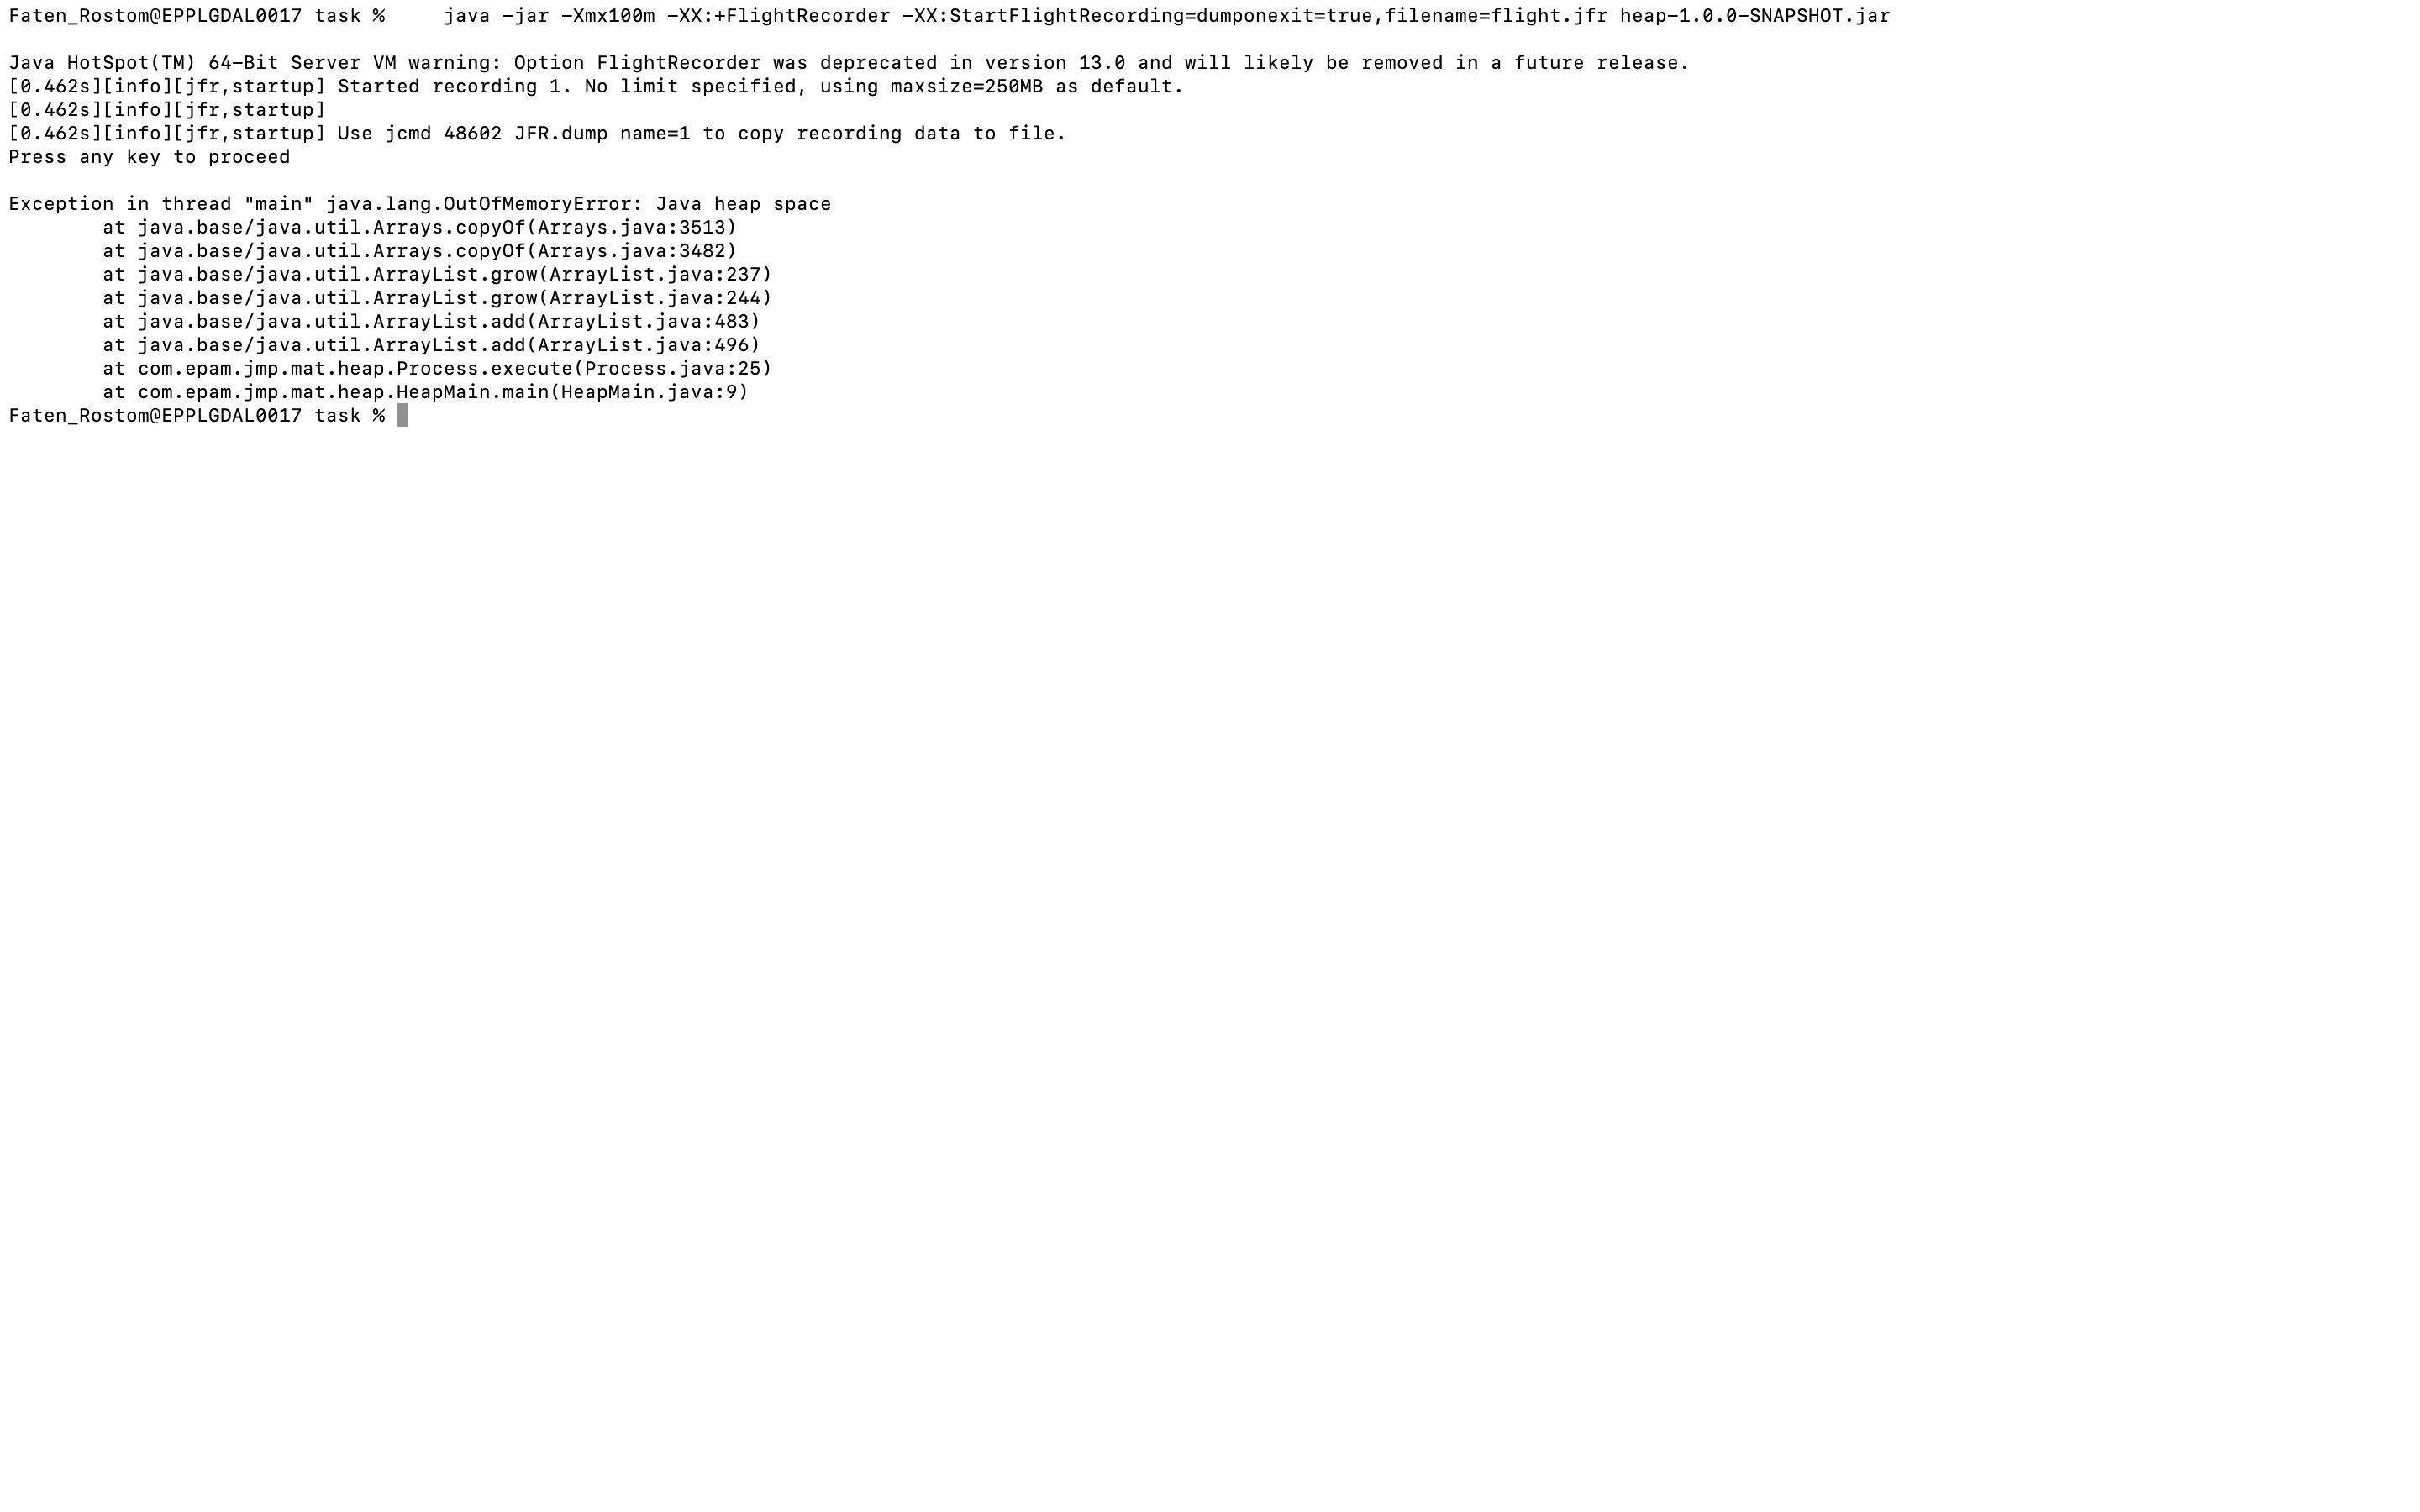 Faten_Rostom@EPPLGDAL0017 task %     java -jar -Xmx100m -XX:+FlightRecorder -XX:StartFlightRecording=dumponexit=true,filename=flight.jfr heap-1.0.0-SNAPSHOT.jar
Java HotSpot(TM) 64-Bit Server VM warning: Option FlightRecorder was deprecated in version 13.0 and will likely be removed in a future release.
[0.462s][info][jfr,startup] Started recording 1. No limit specified, using maxsize=250MB as default.
[0.462s][info][jfr,startup]
[0.462s][info][jfr,startup] Use jcmd 48602 JFR.dump name=1 to copy recording data to file.
Press any key to proceed
Exception in thread "main" java.lang.OutOfMemoryError: Java heap space
        at java.base/java.util.Arrays.copyOf(Arrays.java:3513)
        at java.base/java.util.Arrays.copyOf(Arrays.java:3482)
        at java.base/java.util.ArrayList.grow(ArrayList.java:237)
        at java.base/java.util.ArrayList.grow(ArrayList.java:244)
        at java.base/java.util.ArrayList.add(ArrayList.java:483)
        at java.base/java.util.ArrayList.add(ArrayList.java:496)
        at com.epam.jmp.mat.heap.Process.execute(Process.java:25)
        at com.epam.jmp.mat.heap.HeapMain.main(HeapMain.java:9)
Faten_Rostom@EPPLGDAL0017 task %